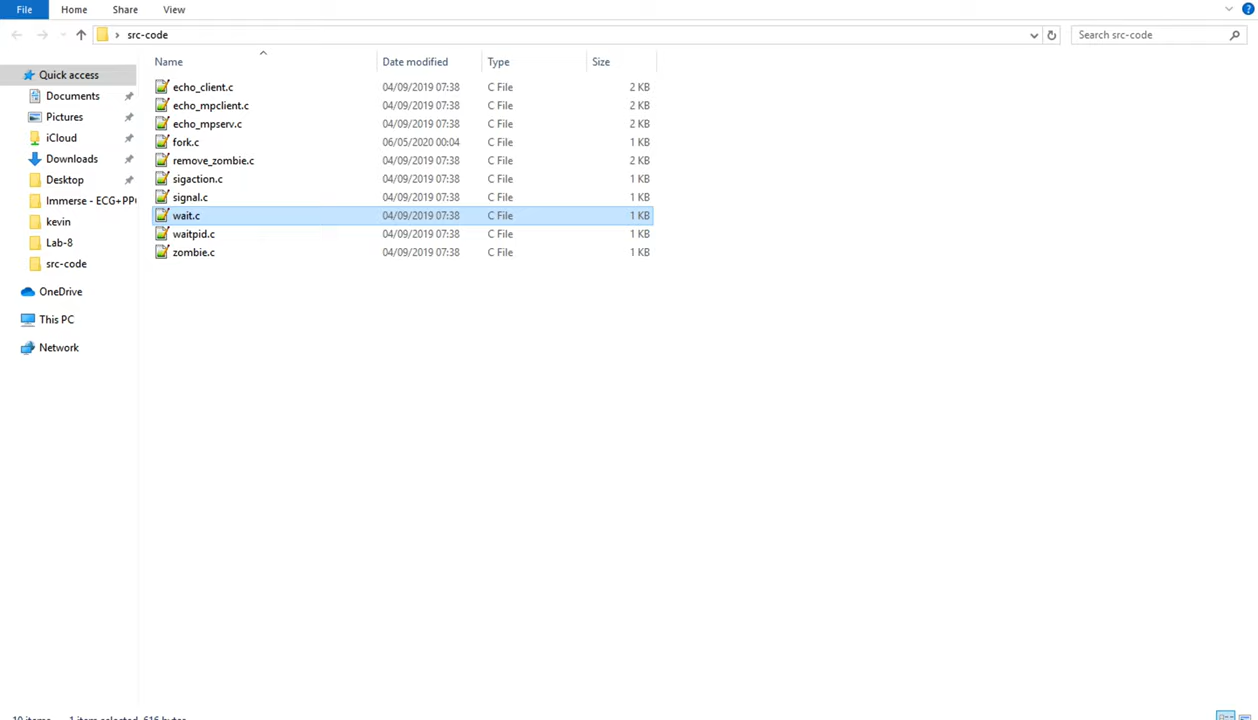 File Home Share View
src-code Search src-code
Name Date modified Type Size
Quick access
Documents
Pictures
iCloud
Downloads
Desktop
Immerse - ECG+PP
kevin
Lab-8
src-code
OneDrive
This PC
Network
echo_client.c 04/09/2019 07:38 C File 2 KB
echo_mpclient.c 04/09/2019 07:38 C File 2 KB
echo_mpserv.c 04/09/2019 07:38 C File 2 KB
fork.c 06/05/2020 00:04 C File 1 KB
remove_zombie.c 04/09/2019 07:38 C File 2 KB
sigaction.c 04/09/2019 07:38 C File 1 KB
signal.c 04/09/2019 07:38 C File 1 KB
wait.c 04/09/2019 07:38 C File 1 KB
waitpid.c 04/09/2019 07:38 C File 1 KB
zombie.c 04/09/2019 07:38 C File 1 KB
10 items 1 item selected 616 bytes